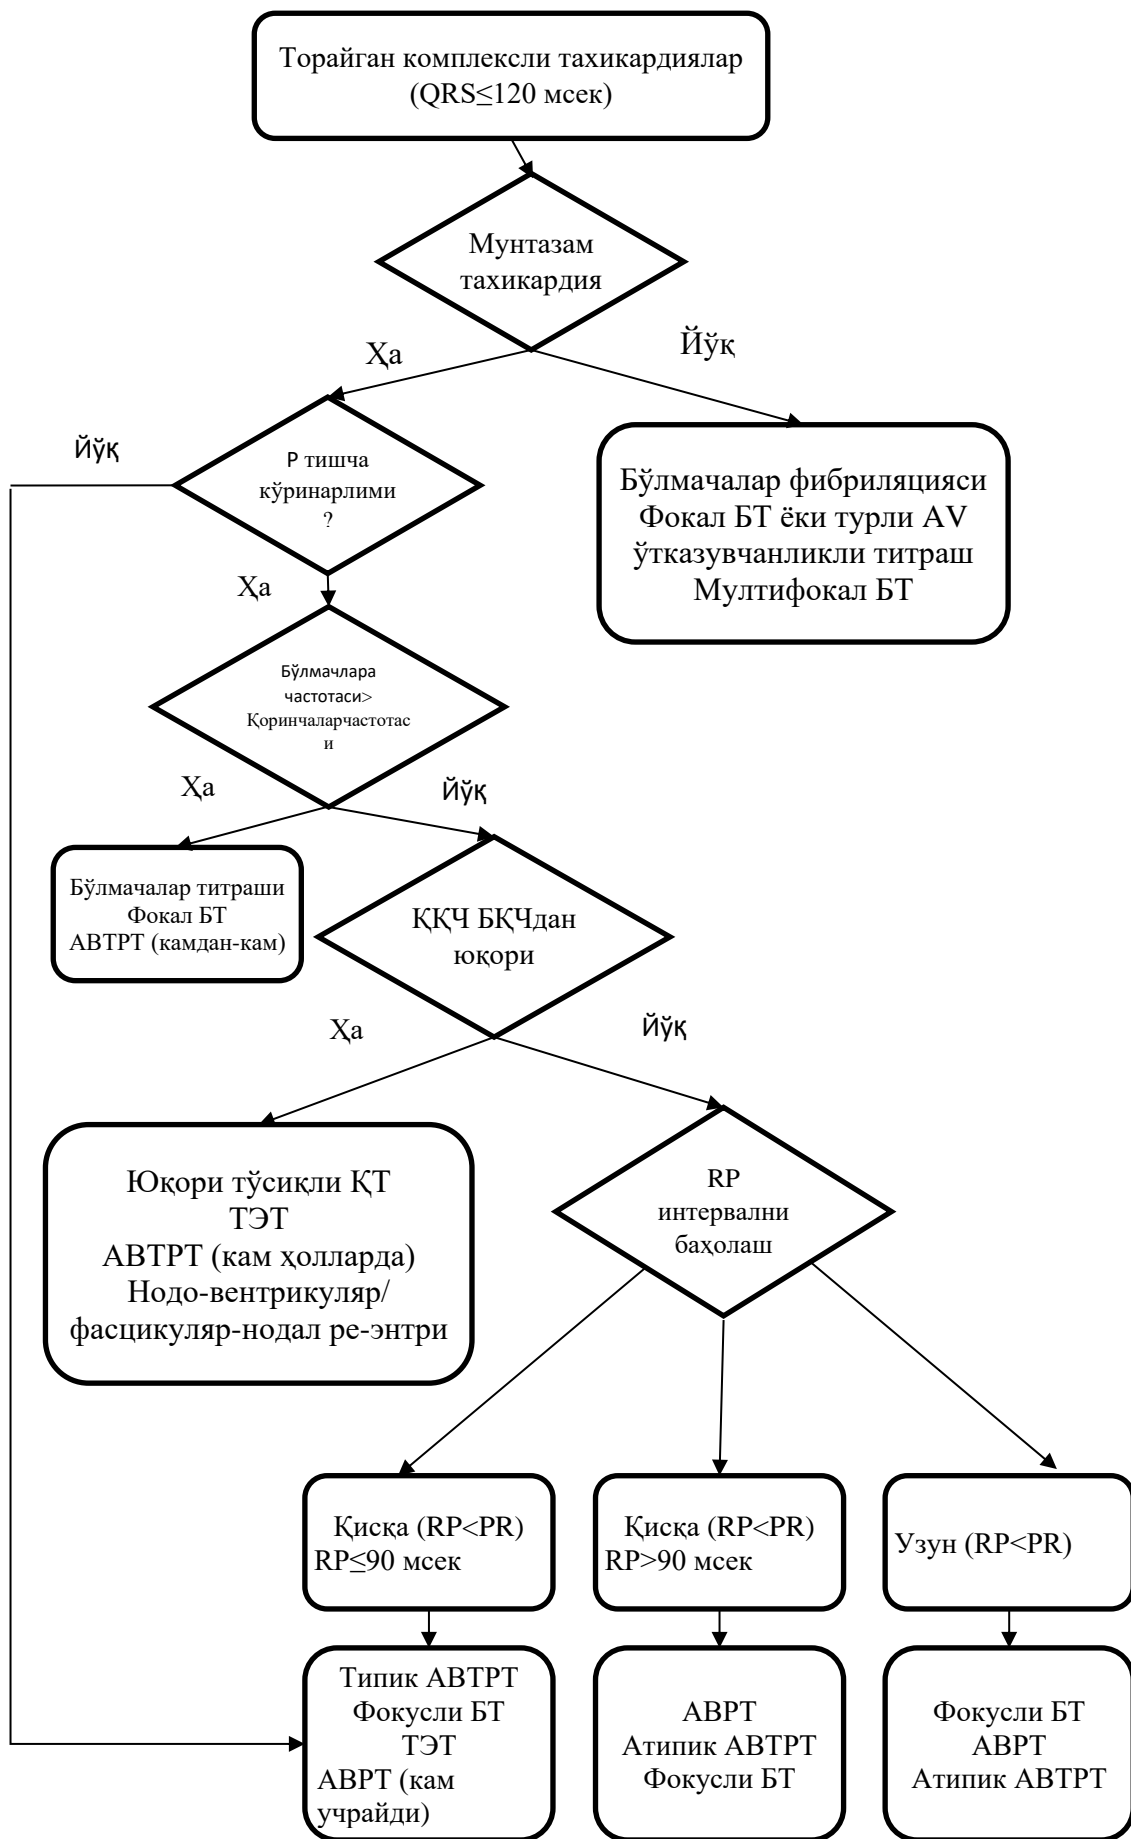 Торайган комплексли тахикардиялар
(QRS≤120 мсек)
Мунтазам
тахикардия
Ҳа
Йўқ
Йўқ
Р тишча
кўринарлими
?
Бўлмачалар фибриляцияси
Фокал БТ ёки турли AV
ўтказувчанликли титраш
Мултифокал БТ
Ҳа
Бўлмачлара
частотаси>
Қоринчаларчастотас
и
Ҳа
Йўқ
Бўлмачалар титраши
Фокал БТ
АВТРТ (камдан-кам)
ҚҚЧ БҚЧдан
юқори
Ҳа
Йўқ
Юқори тўсиқли ҚТ
ТЭТ
АВТРТ (кам ҳолларда)
Нодо-вентрикуляр/
фасцикуляр-нодал ре-энтри
RP
интервални
баҳолаш
Қисқа (RP<PR)
RP≤90 мсек
Қисқа (RP<PR)
RP>90 мсек
Узун (RP<PR)
Типик АВТРТ
Фокусли БТ
ТЭТ
АВРТ (кам
учрайди)
АВРТ
Атипик АВТРТ
Фокусли БТ
Фокусли БТ
АВРТ
Атипик АВТРТ